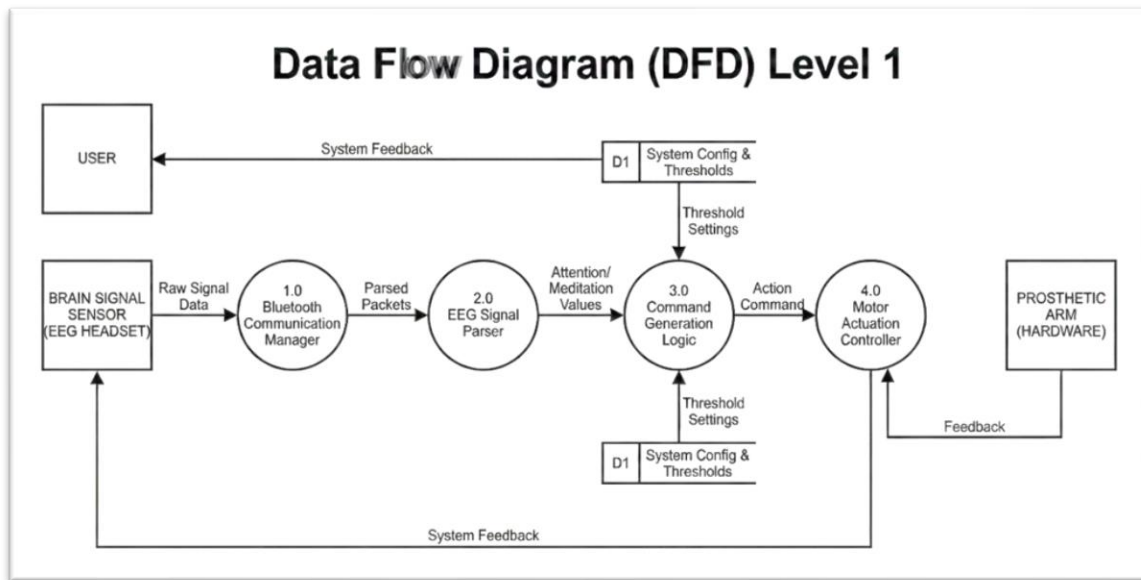 Data Flow Diagram (DFD) Level 1
USER
System Feedback
D1
System Config &
Thresholds
Threshold
Settings
BRAIN SIGNAL
SENSOR
(EEG HEADSET)
Raw Signal
Data
1.0
Bluetooth
Communication
Manager
Parsed
Packets
2.0
EEG Signal
Parser
Attention/
Meditation
Values
3.0
Command
Generation
Logic
Action
Command
4.0
Motor
Actuation
Controller
PROSTHETIC
ARM
(HARDWARE)
Threshold
Settings
Feedback
D1
System Config &
Thresholds
System Feedback